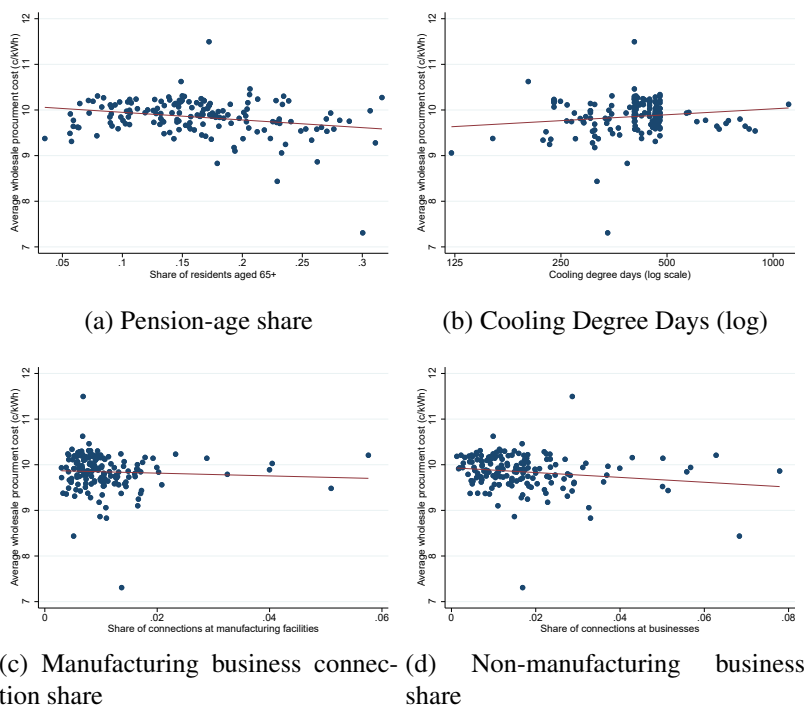 Average wholesale procurment cost (c/kWh)
12
11
10
9
8
7
.05 .1 .15 .2 .25 .3
Share of residents aged 65+
(a) Pension-age share
Average wholesale procurment cost (c/kWh)
12
11
10
9
8
7
125 250 500 1000
Cooling degree days (log scale)
(b) Cooling Degree Days (log)
Average wholesale procurment cost (c/kWh)
12
11
10
9
8
7
0 .02 .04 .06
Share of connections at manufacturing facilities
(c) Manufacturing business connec-
tion share
Average wholesale procurment cost (c/kWh)
12
11
10
9
8
7
0 .02 .04 .06 .08
Share of connections at businesses
(d) Non-manufacturing business
share